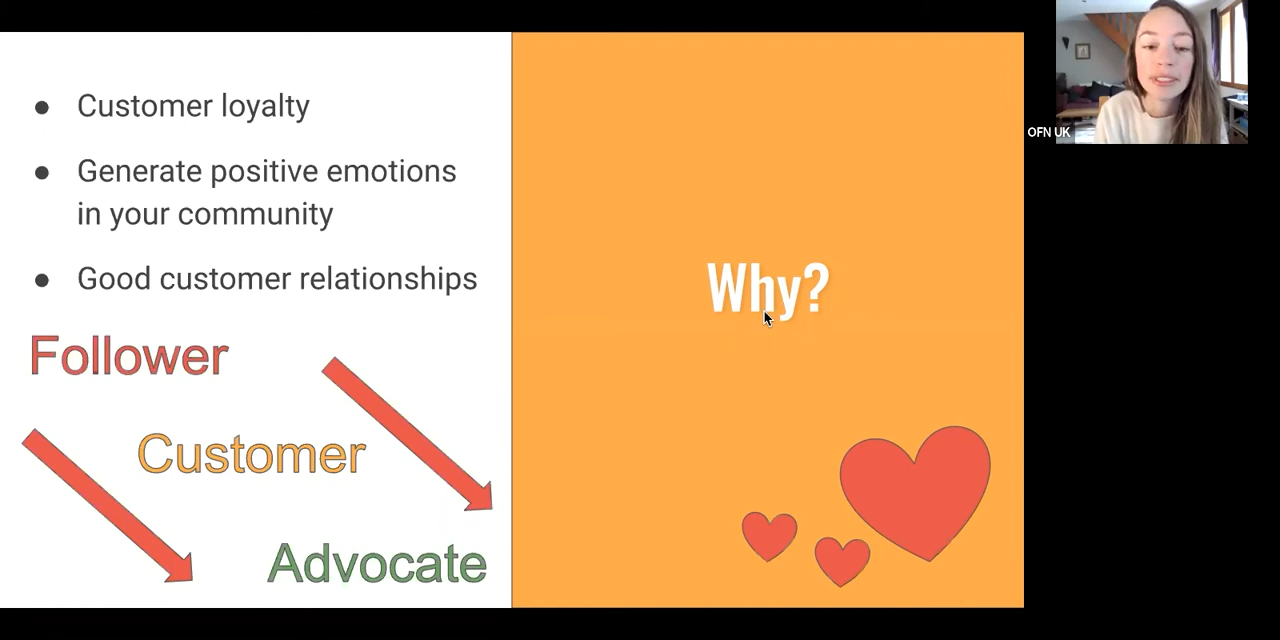 Customer loyalty
Generate positive emotions
in your community
Good customer relationships
Follower
Customer
Advocate
Why?
OFN UK